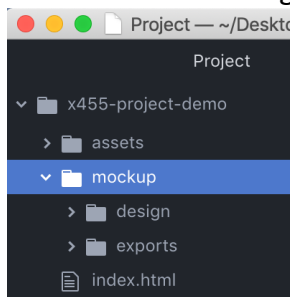 Project — ~/Deskto
Project
x455-project-demo
assets
mockup
design
exports
index.html